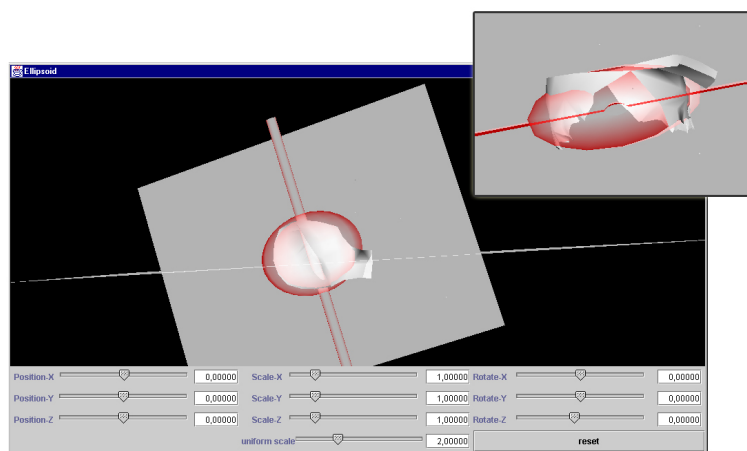 Ellipsoid
Position-X 0,00000 Scale-X 1,00000 Rotate-X 0,00000
Position-Y 0,00000 Scale-Y 1,00000 Rotate-Y 0,00000
Position-Z 0,00000 Scale-Z 1,00000 Rotate-Z 0,00000
uniform scale 2,00000 reset